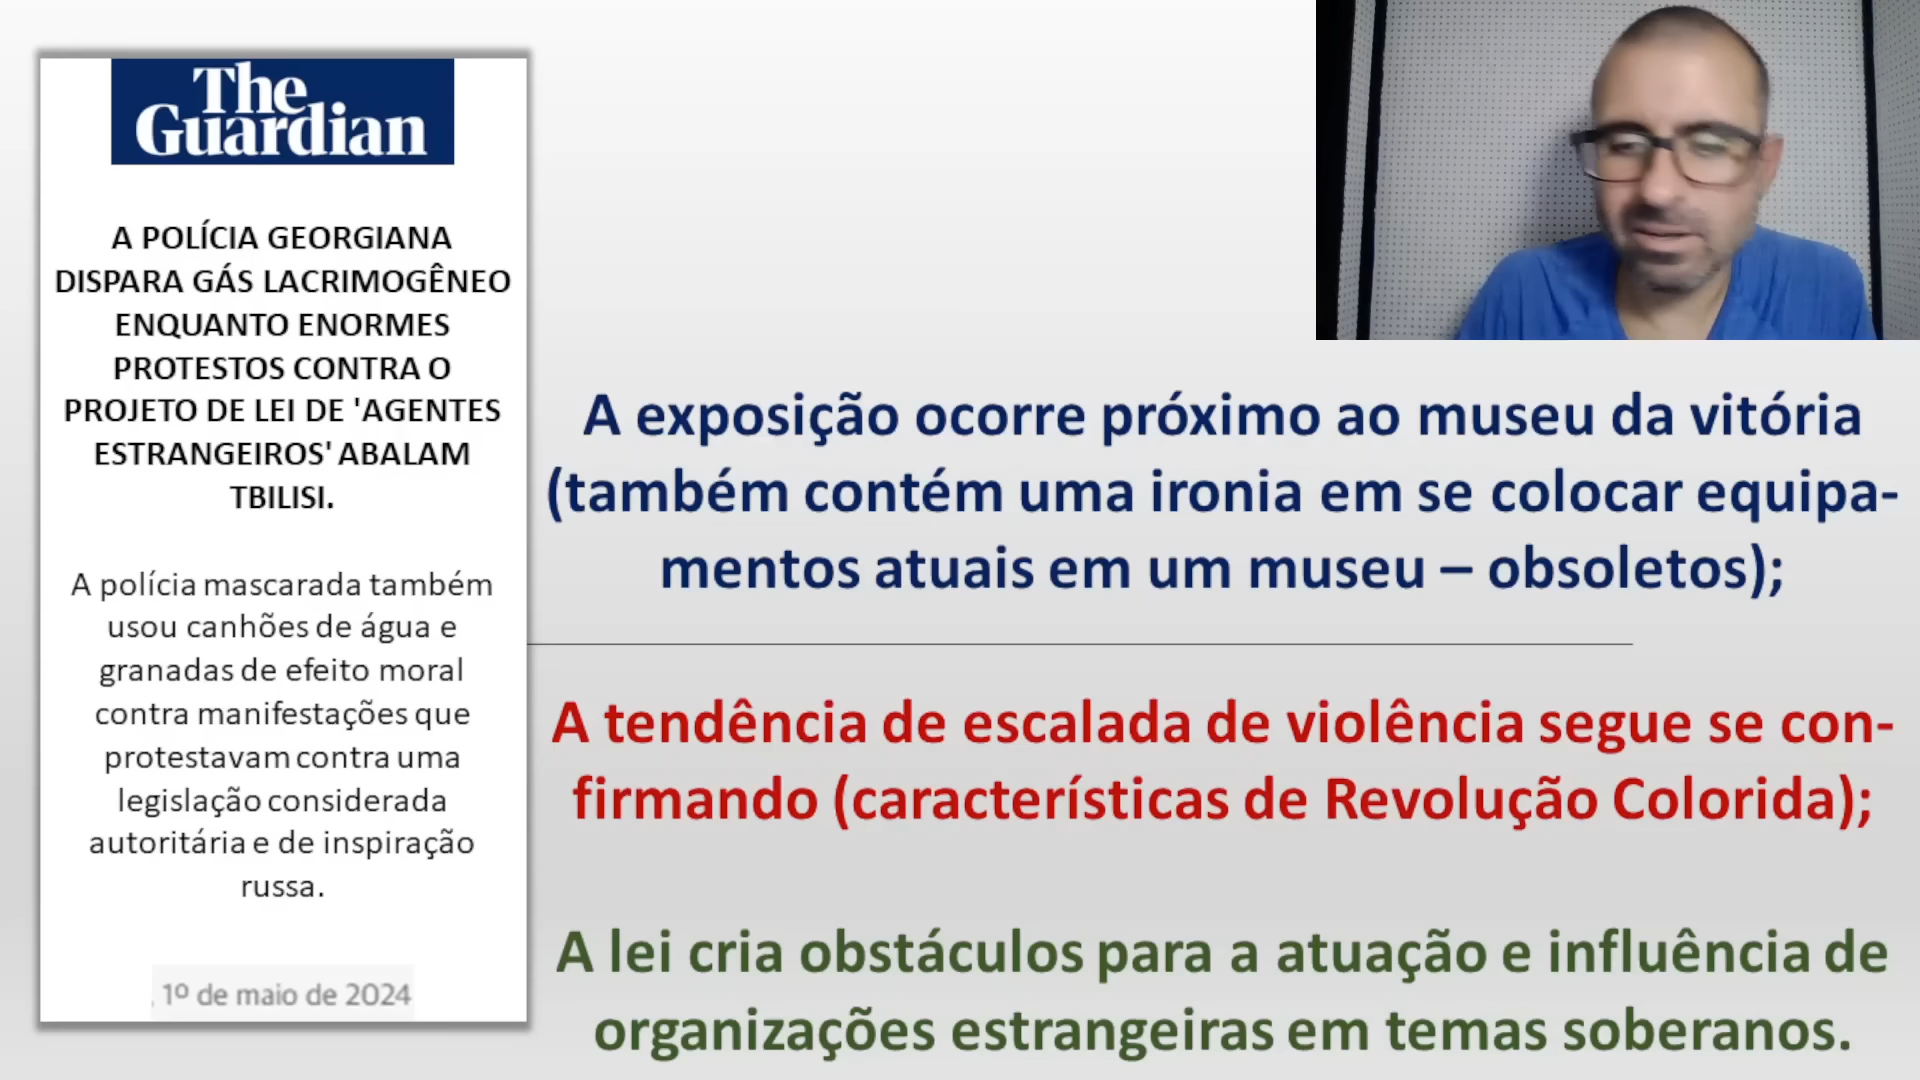 The
Guardian
A POLÍCIA GEORGIANA
DISPARA GÁS LACRIMOGÊNEO
ENQUANTO ENORMES
PROTESTOS CONTRA O
PROJETO DE LEI DE 'AGENTES
ESTRANGEIROS' ABALAM
TBILISI.
A polícia mascarada também
usou canhões de água e
granadas de efeito moral
contra manifestações que
protestavam contra uma
legislação considerada
autoritária e de inspiração
russa.
1º de maio de 2024
A exposição ocorre próximo ao museu da vitória
(também contém uma ironia em se colocar equipa-
mentos atuais em um museu – obsoletos);
A tendência de escalada de violência segue se con-
firmando (características de Revolução Colorida);
A lei cria obstáculos para a atuação e influência de
organizações estrangeiras em temas soberanos.